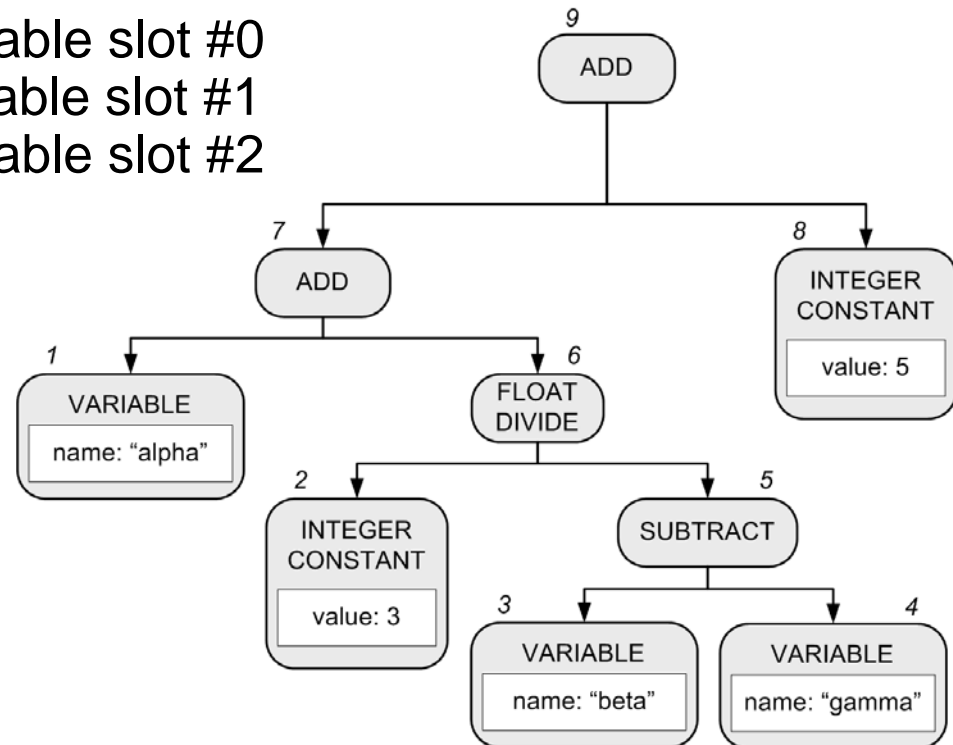 able slot #0
able slot #1
able slot #2
9
ADD
7
ADD
8
INTEGER
CONSTANT
value: 5
1
VARIABLE
name: “alpha”
6
FLOAT
DIVIDE
2
INTEGER
CONSTANT
value: 3
5
SUBTRACT
3
VARIABLE
name: “beta”
4
VARIABLE
name: “gamma”